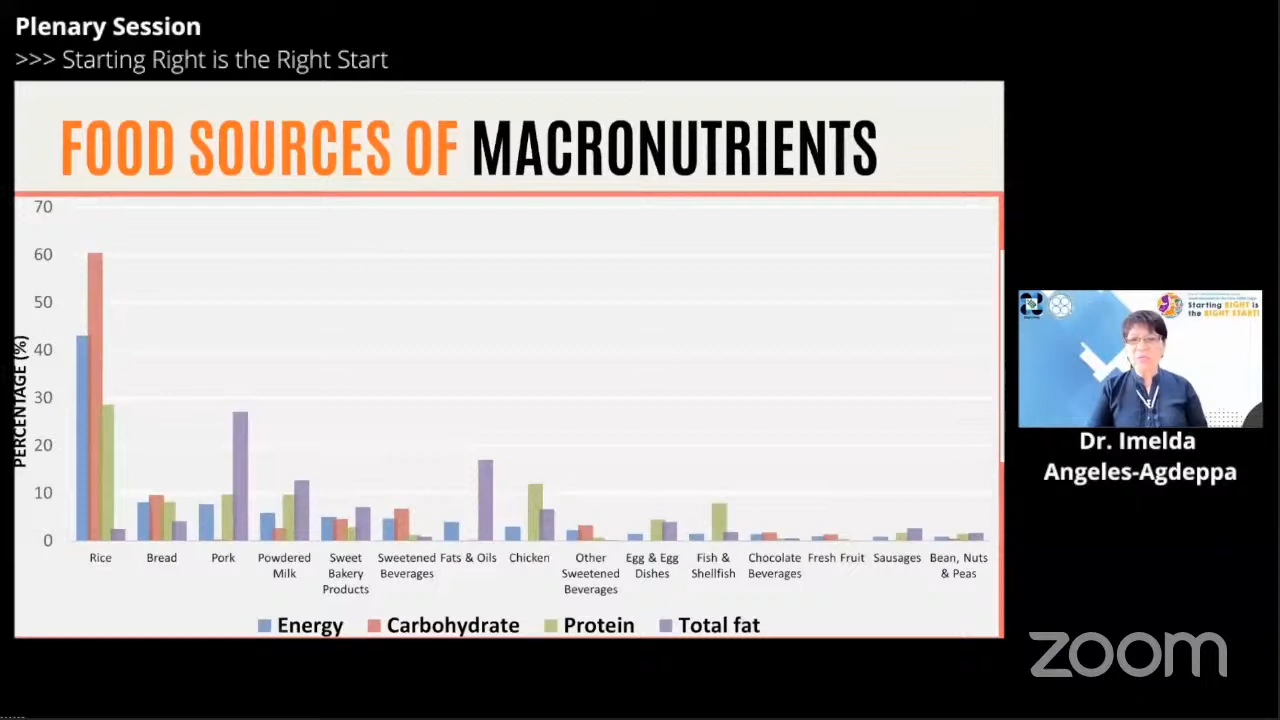 Plenary Session
>>> Starting Right is the Right Start
FOOD SOURCES OF MACRONUTRIENTS
PERCENTAGE (%)
70
60
50
40
30
20
10
0
Rice
Bread
Pork
Powdered
Milk
Sweet
Bakery
Products
Sweetened
Beverages
Fats & Oils
Chicken
Other
Sweetened
Beverages
Egg & Egg
Dishes
Fish &
Shellfish
Chocolate
Beverages
Fresh Fruit
Sausages
Bean, Nuts
& Peas
Energy
Carbohydrate
Protein
Total fat
Starting RIGHT is
the RIGHT START!
Dr. Imelda
Angeles-Agdeppa
zoom